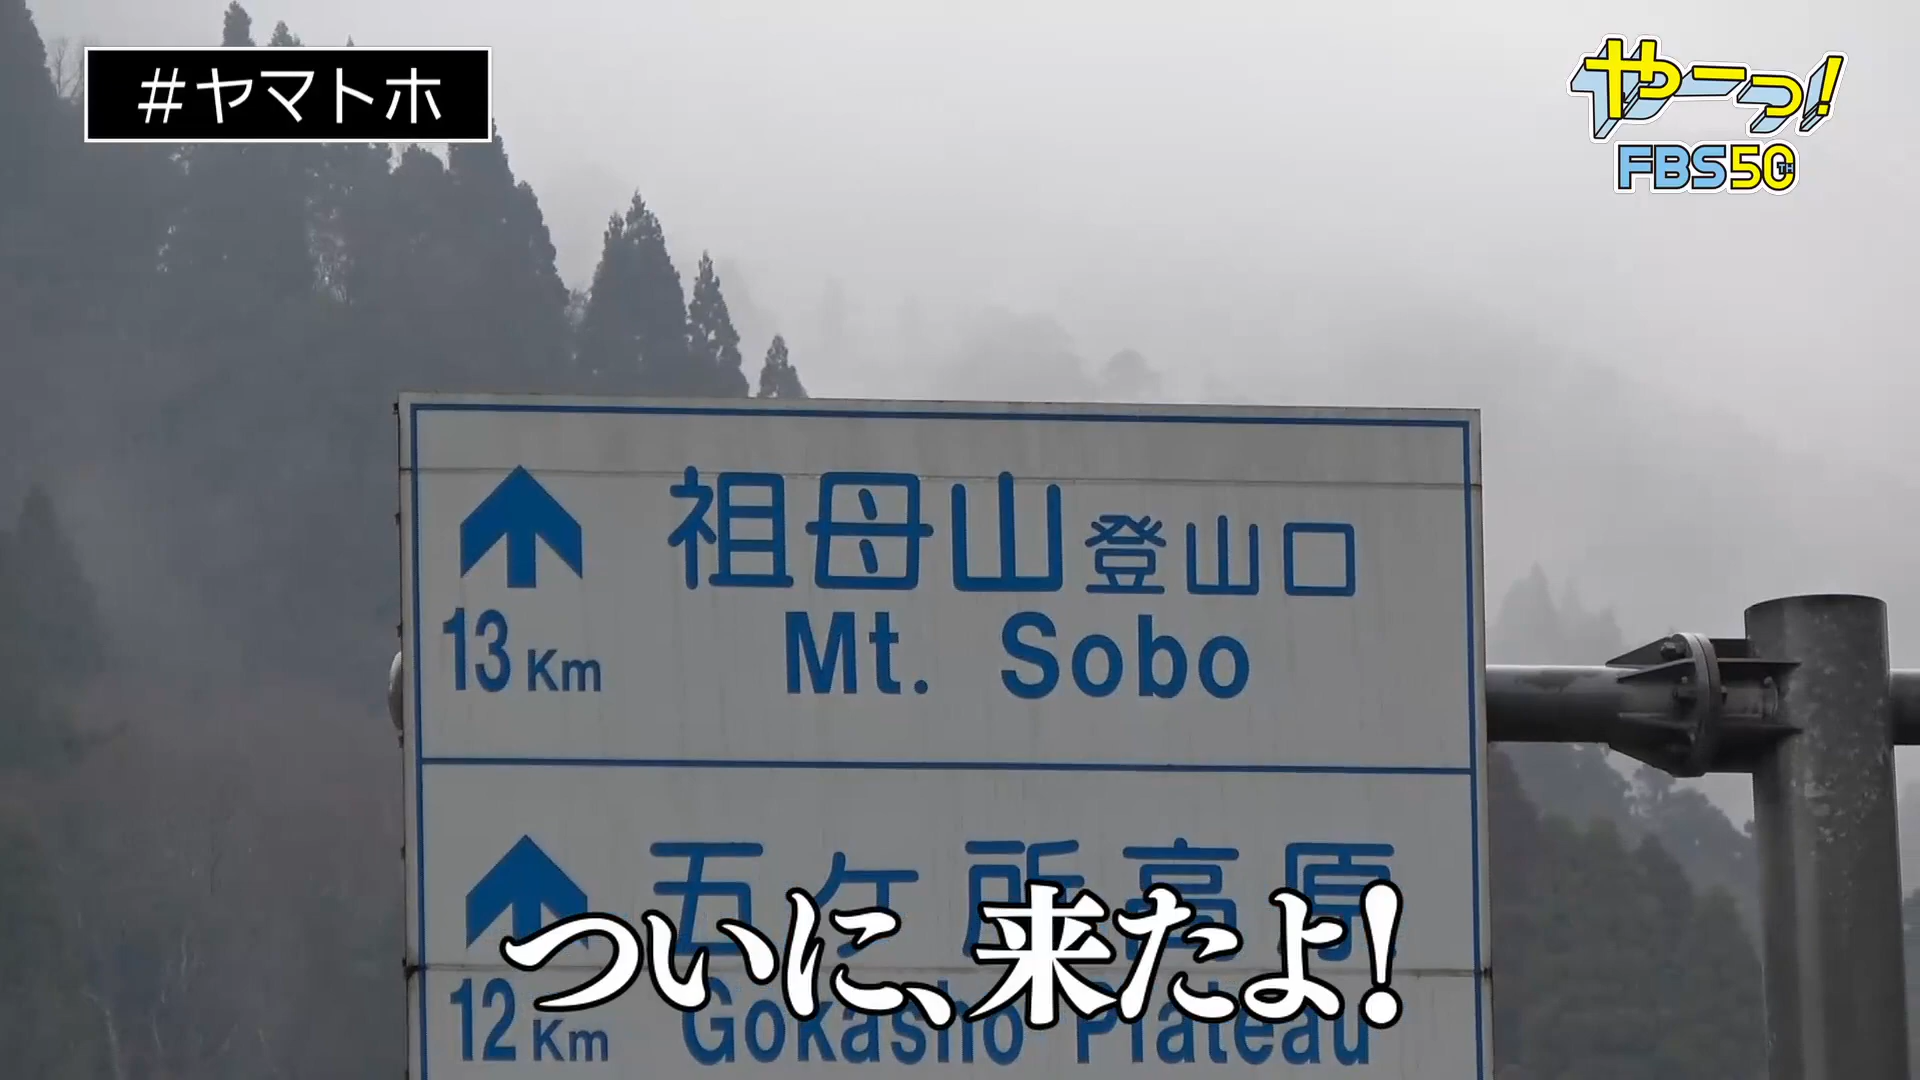 #ヤマトホ
やーっ!
FBS50TH
祖母山登山口
13Km Mt. Sobo
五ケ所高原
ついに、来たよ!
12Km Gokasho Plateau